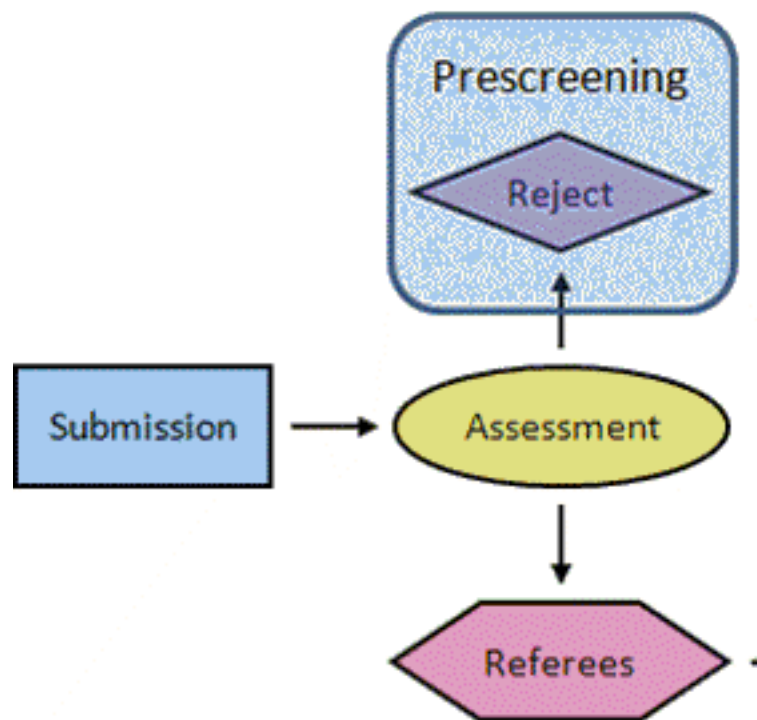 Prescreening
Reject
Submission
Assessment
Referees